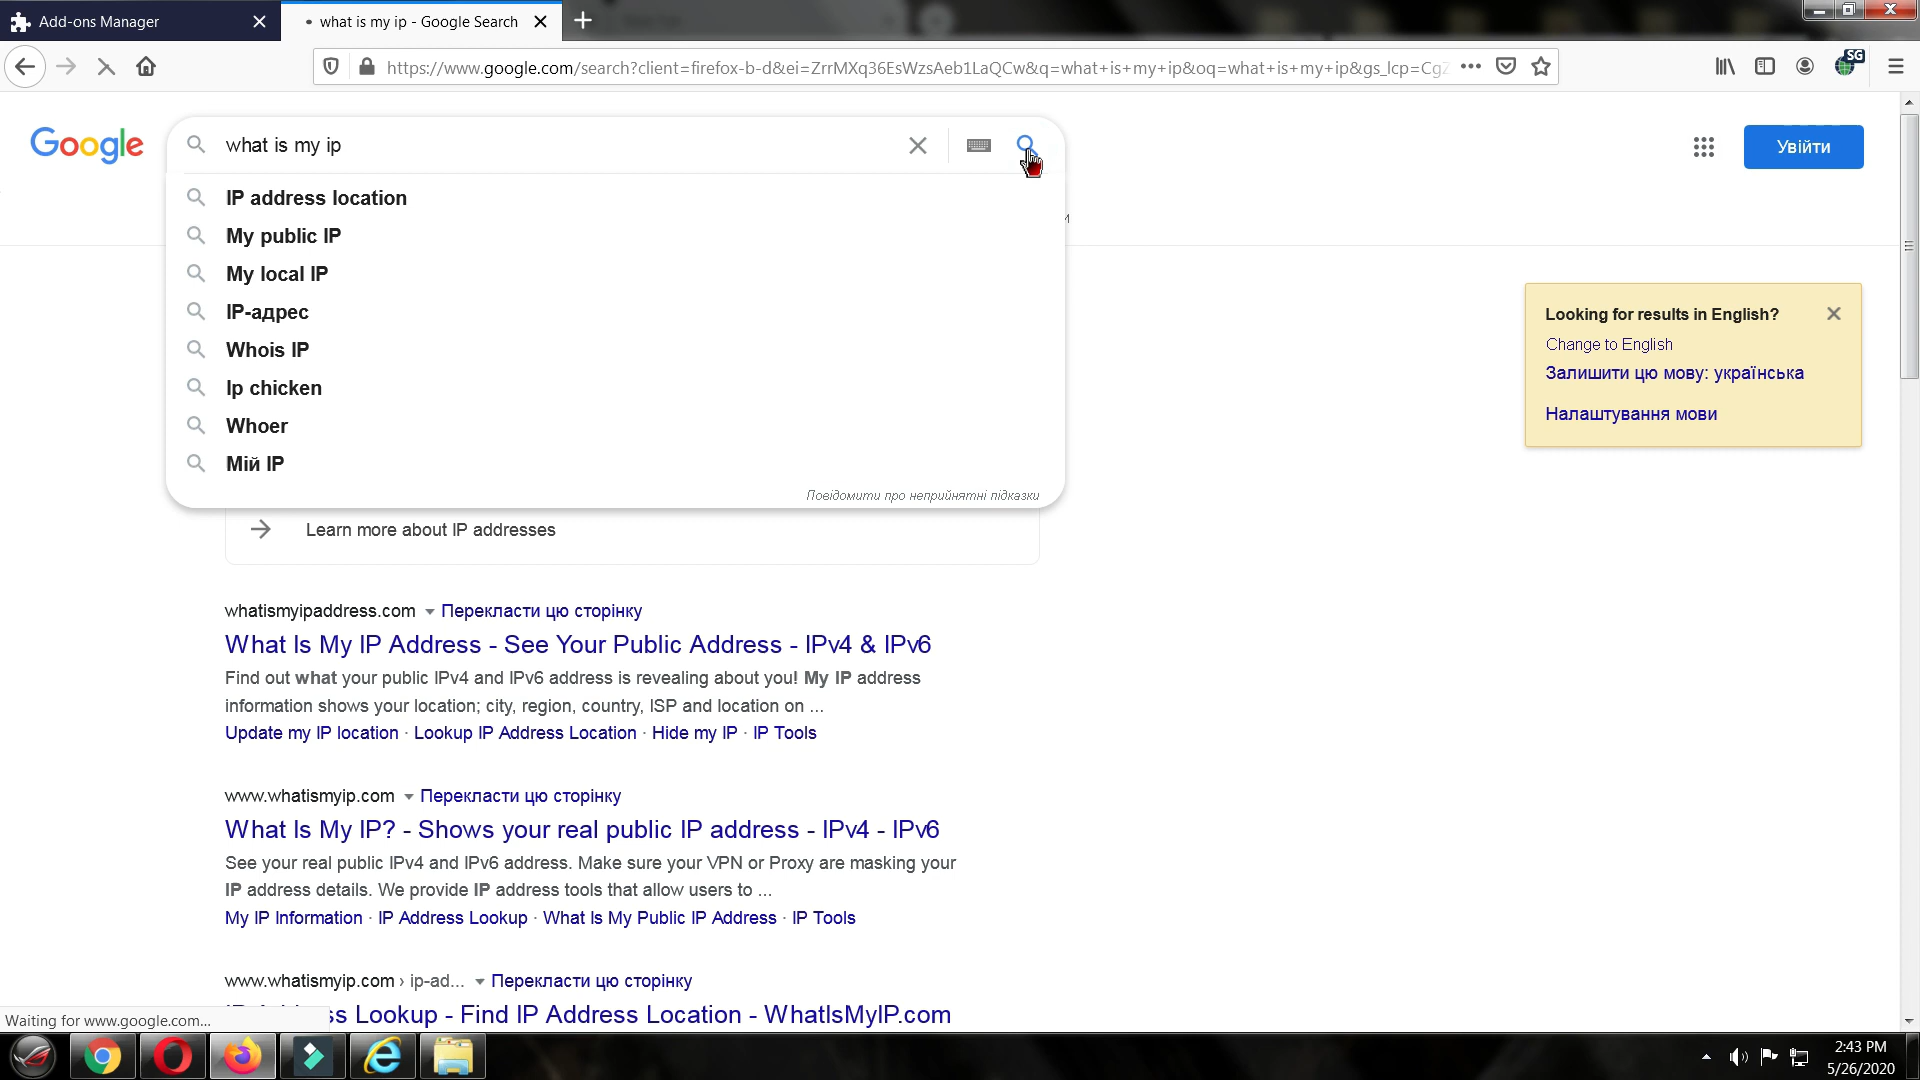 Add-ons Manager
what is my ip - Google Search
https://www.google.com/search?client=firefox-b-d&ei=ZrrMXq36EsWzsAeb1LaQCw&q=what+is+my+ip&oq=what+is+my+ip&gs_lcp=CgZ
SG
Google
what is my ip
Увійти
IP address location
My public IP
My local IP
IP-адрес
Whois IP
Ip chicken
Whoer
Мій IP
Повідомити про неприйнятні підказки
Looking for results in English?
Change to English
Залишити цю мову: українська
Налаштування мови
Learn more about IP addresses
whatismyipaddress.com Перекласти цю сторінку
What Is My IP Address - See Your Public Address - IPv4 & IPv6
Find out what your public IPv4 and IPv6 address is revealing about you! My IP address
information shows your location; city, region, country, ISP and location on ...
Update my IP location · Lookup IP Address Location · Hide my IP · IP Tools
www.whatismyip.com Перекласти цю сторінку
What Is My IP? - Shows your real public IP address - IPv4 - IPv6
See your real public IPv4 and IPv6 address. Make sure your VPN or Proxy are masking your
IP address details. We provide IP address tools that allow users to ...
My IP Information · IP Address Lookup · What Is My Public IP Address · IP Tools
www.whatismyip.com › ip-ad... Перекласти цю сторінку
ss Lookup - Find IP Address Location - WhatIsMyIP.com
Waiting for www.google.com...
2:43 PM
5/26/2020